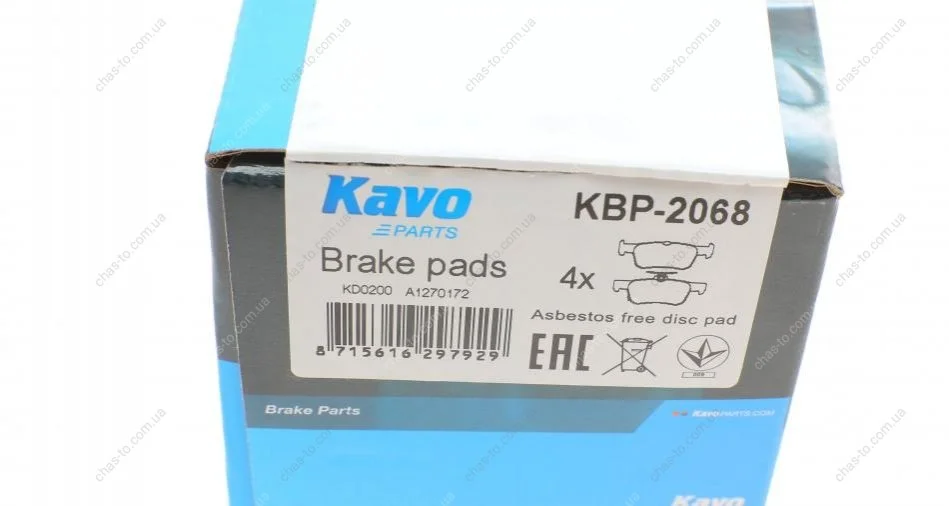 Kavo
PARTS
KBP-2068
Brake pads
KD0200 A1270172
4x
Asbestos free disc pad
8 715616 297929
EAC
009
Brake Parts
KavoPARTS.COM
Kavo
chas-to.com.ua